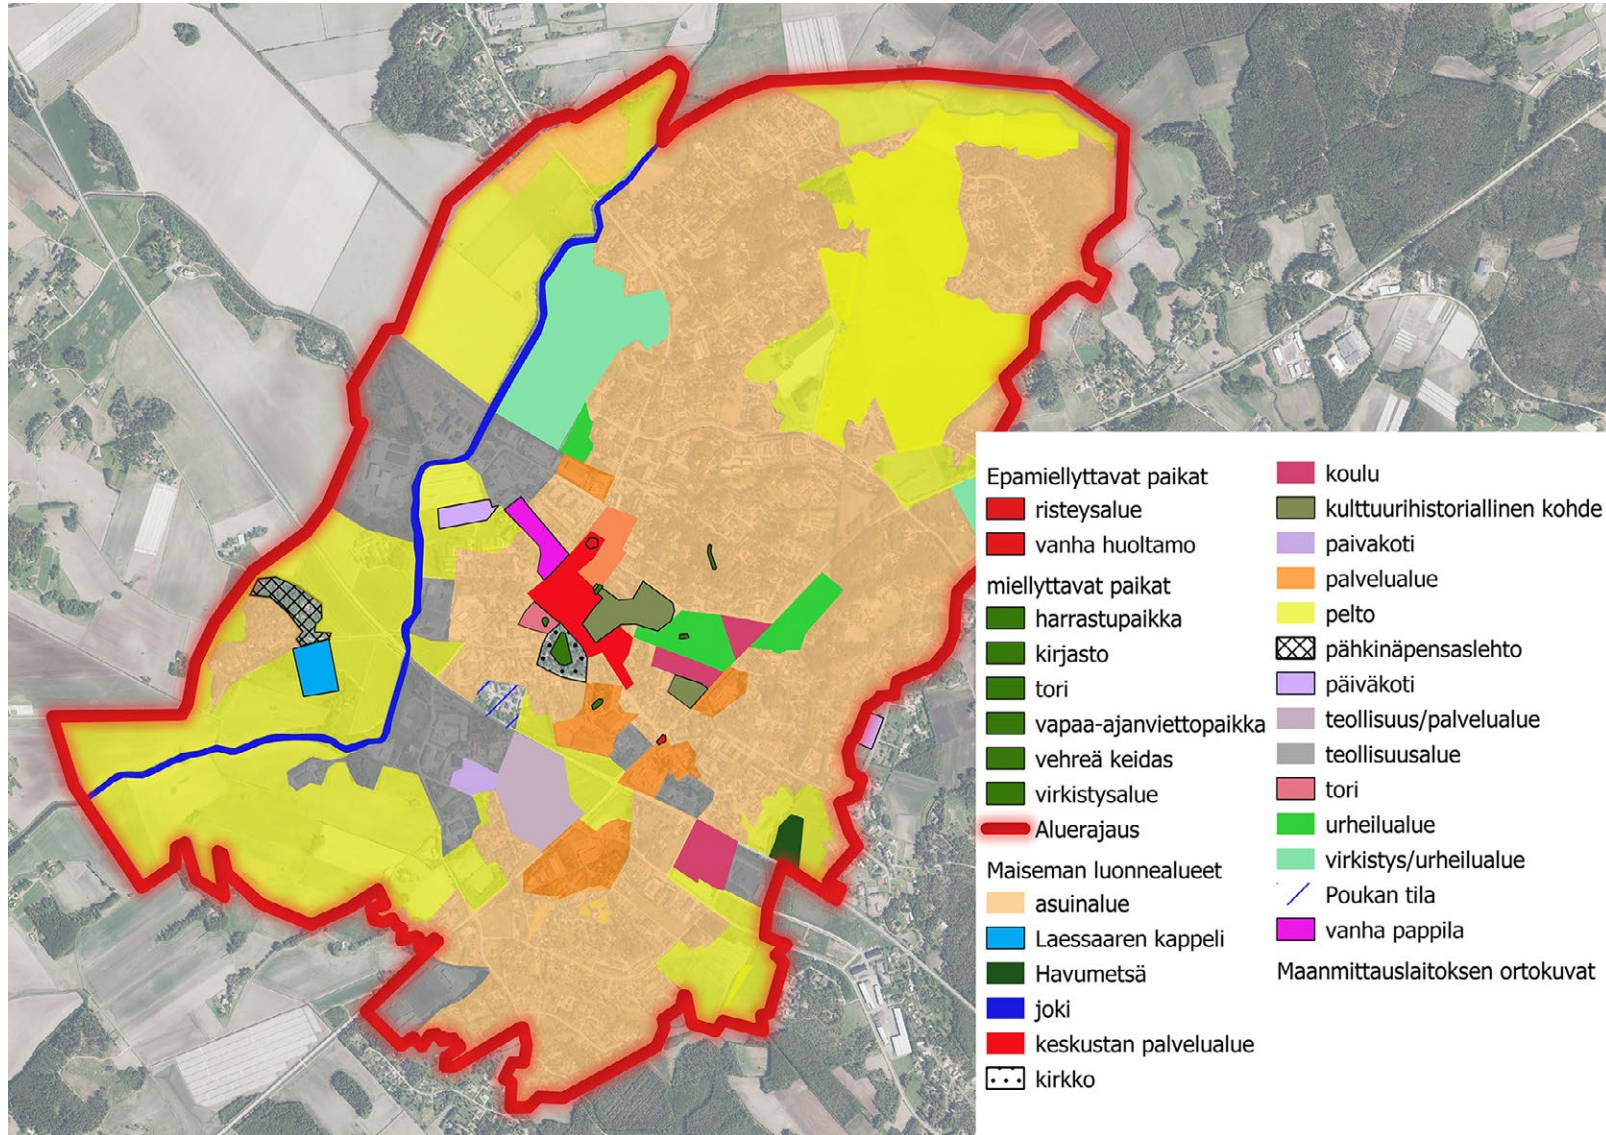 Epamiellyttavat paikat
risteysalue
vanha huoltamo
miellyttavat paikat
harrastupaikka
kirjasto
tori
vapaa-ajanviettopaikka
vehreä keidas
virkistysalue
Aluerajaus
Maiseman luonnealueet
asuinalue
Laessaaren kappeli
Havumetsä
joki
keskustan palvelualue
kirkko
koulu
kulttuurihistoriallinen kohde
paivakoti
palvelualue
pelto
pähkinäpensaslehto
päiväkoti
teollisuus/palvelualue
teollisuusalue
tori
urheilualue
virkistys/urheilualue
Poukan tila
vanha pappila
Maanmittauslaitoksen ortokuvat